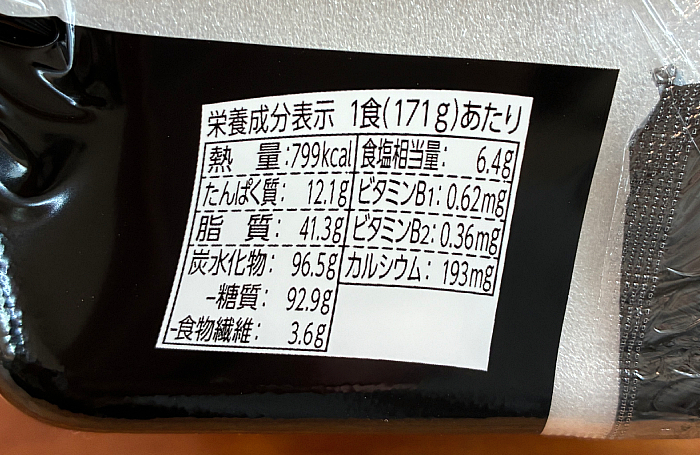 栄養成分表示 1食(171g)あたり
熱量:799kcal 食塩相当量: 6.4g
たんぱく質: 12.1g ビタミンB1: 0.62mg
脂質: 41.3g ビタミンB2: 0.36mg
炭水化物: 96.5g カルシウム: 193mg
-糖質: 92.9g
-食物繊維: 3.6g